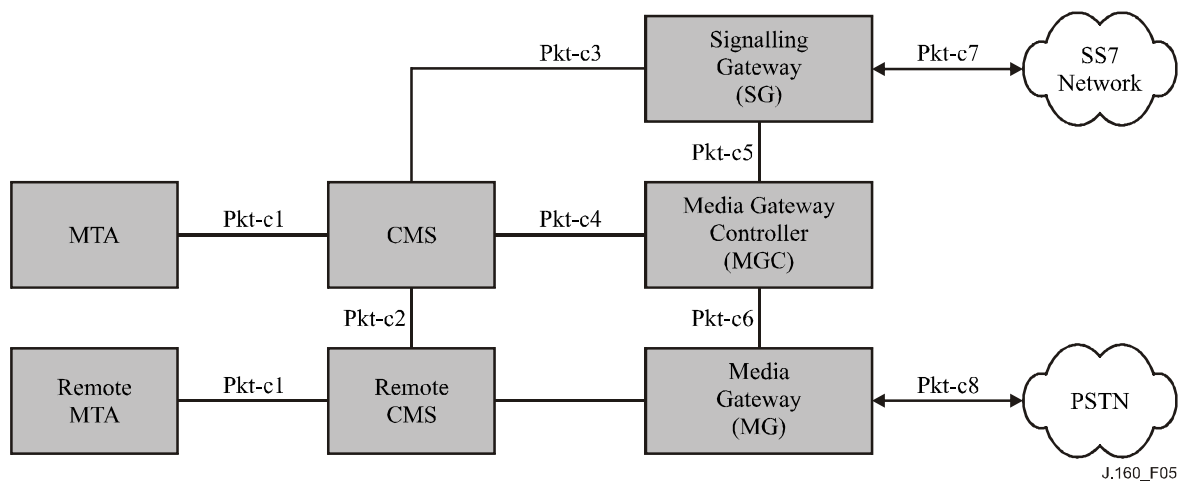 Signalling
Gateway
(SG)
Pkt-c3
Pkt-c7
SS7
Network
Pkt-c5
MTA
Pkt-c1
CMS
Pkt-c4
Media Gateway
Controller
(MGC)
Pkt-c2
Pkt-c6
Remote
MTA
Pkt-c1
Remote
CMS
Media
Gateway
(MG)
Pkt-c8
PSTN
J.160_F05